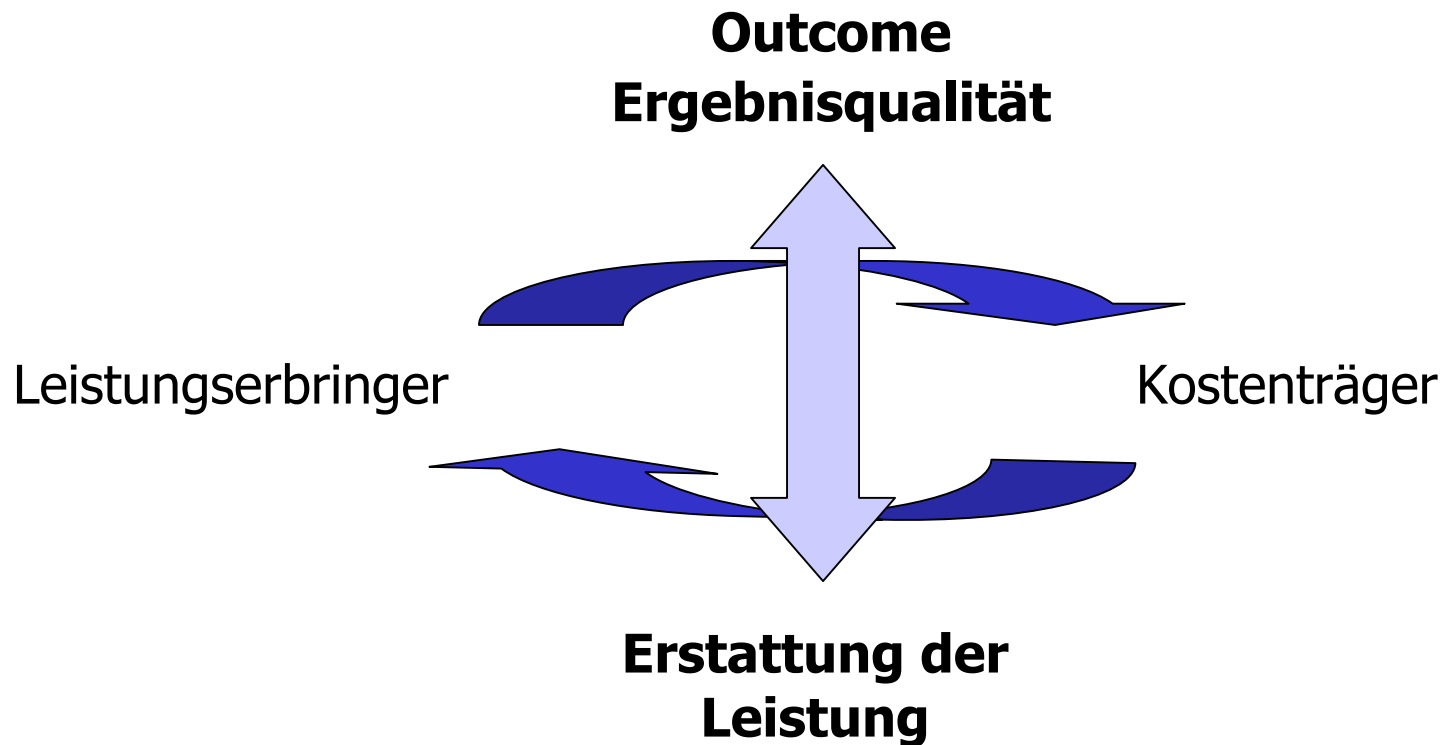 Outcome
Ergebnisqualität
Leistungserbringer
Kostenträger
Erstattung der
Leistung